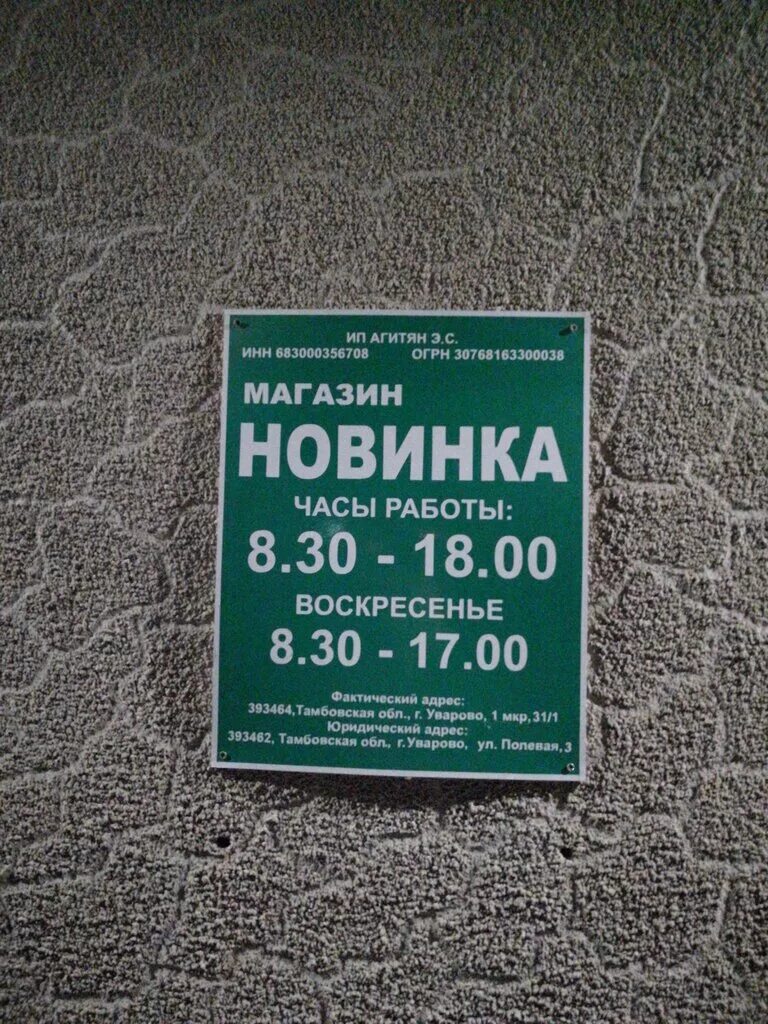 ИП АГИТЯН Э.С.
ИНН 683000356708 ОГРН 30768163300038
МАГАЗИН
НОВИНКА
ЧАСЫ РАБОТЫ:
8.30 - 18.00
ВОСКРЕСЕНЬЕ
8.30 - 17.00
Фактический адрес:
393464,Тамбовская обл., г. Уварово, 1 мкр,31/1
Юридический адрес:
393462, Тамбовская обл., г.Уварово, ул. Полевая,3